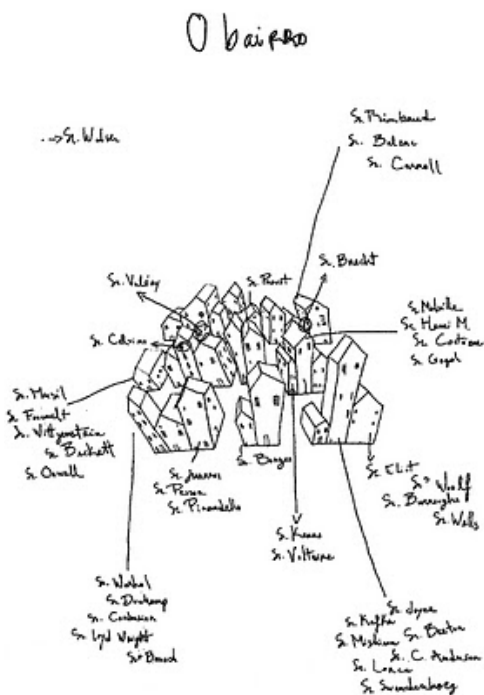 O bairro
Sr. Rimbaud
Sr. Balzac
Sr. Carroll
--> Sr. Walser
Sr. Proust
Sr. Brecht
Sr. Valéry
Sr. Calvino
Sr. Melville
Sr. Henri M.
Sr. Cortázar
Sr. Gogol
Sr. Musil
Sr. Foucault
Sr. Wittgenstein
Sr. Beckett
Sr. Orwell
Sr. Juarroz
Sr. Pessoa
Sr. Pirandello
Sr. Borges
Sr. Eliot
Srª Woolf
Sr. Burroughs
Sr. Wells
Sr. Kraus
Sr. Voltaire
Sr. Warhol
Sr. Duchamp
Sr. Corbusier
Sr. Lloyd Wright
Srª Bausch
Sr. Joyce
Sr. Kafka
Sr. Breton
Sr. Mishima
Sr. C. Andersen
Sr. Lorca
Sr. Swedenborg